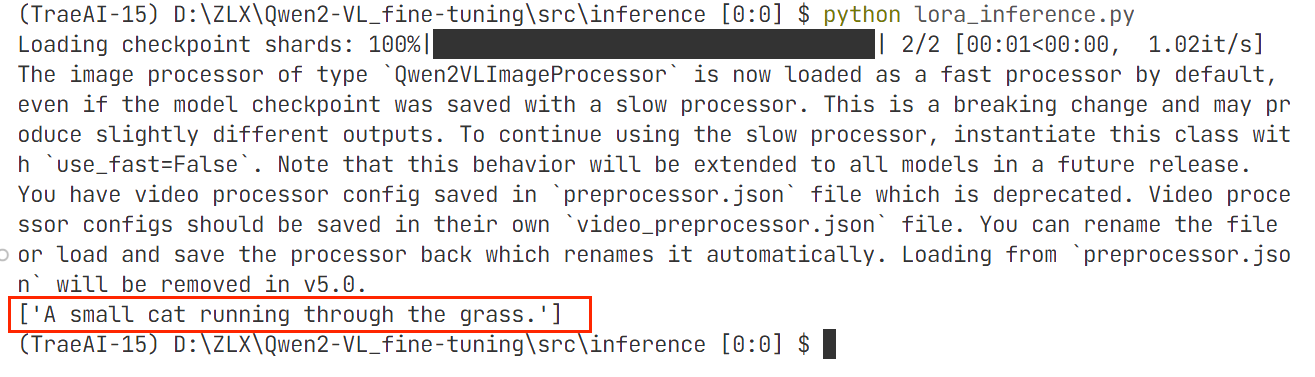 (TraeAI-15) D:\ZLX\Qwen2-VL_fine-tuning\src\inference [0:0] $ python lora_inference.py
Loading checkpoint shards: 100%|██████████████████████████████| 2/2 [00:01<00:00,  1.02it/s]
The image processor of type `Qwen2VLImageProcessor` is now loaded as a fast processor by default,
even if the model checkpoint was saved with a slow processor. This is a breaking change and may pr
oduce slightly different outputs. To continue using the slow processor, instantiate this class wit
h `use_fast=False`. Note that this behavior will be extended to all models in a future release.
You have video processor config saved in `preprocessor.json` file which is deprecated. Video proce
ssor configs should be saved in their own `video_preprocessor.json` file. You can rename the file
or load and save the processor back which renames it automatically. Loading from `preprocessor.jso
n` will be removed in v5.0.
['A small cat running through the grass.']
(TraeAI-15) D:\ZLX\Qwen2-VL_fine-tuning\src\inference [0:0] $